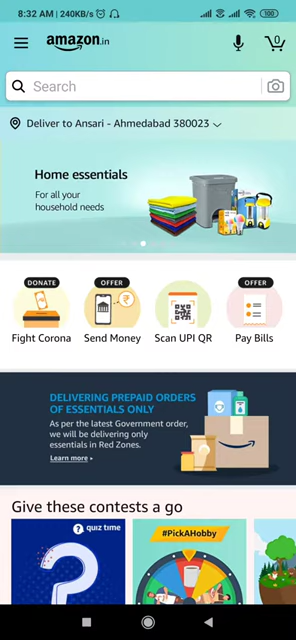 8:32 AM | 240KB/s
100
amazon.in
0
Search
Deliver to Ansari - Ahmedabad 380023
Home essentials
For all your
household needs
DONATE
OFFER
OFFER
Fight Corona
Send Money
Scan UPI QR
Pay Bills
DELIVERING PREPAID ORDERS
OF ESSENTIALS ONLY
As per the latest Government order,
we will be delivering only
essentials in Red Zones.
Learn more
Give these contests a go
? quiz time
#PickAHobby
?